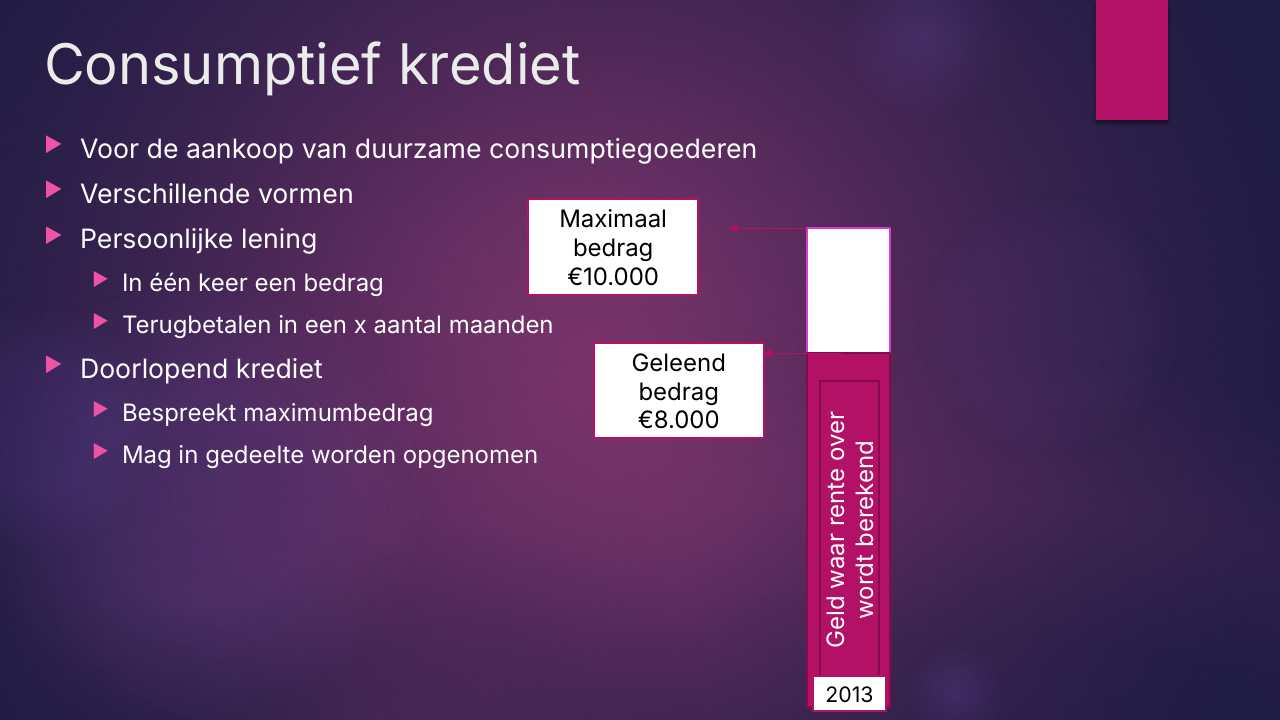 Consumptief krediet
Voor de aankoop van duurzame consumptiegoederen
Verschillende vormen
Persoonlijke lening
In één keer een bedrag
Terugbetalen in een x aantal maanden
Doorlopend krediet
Bespreekt maximumbedrag
Mag in gedeelte worden opgenomen
Maximaal
bedrag
€10.000
Geleend
bedrag
€8.000
Geld waar rente over
wordt berekend
2013